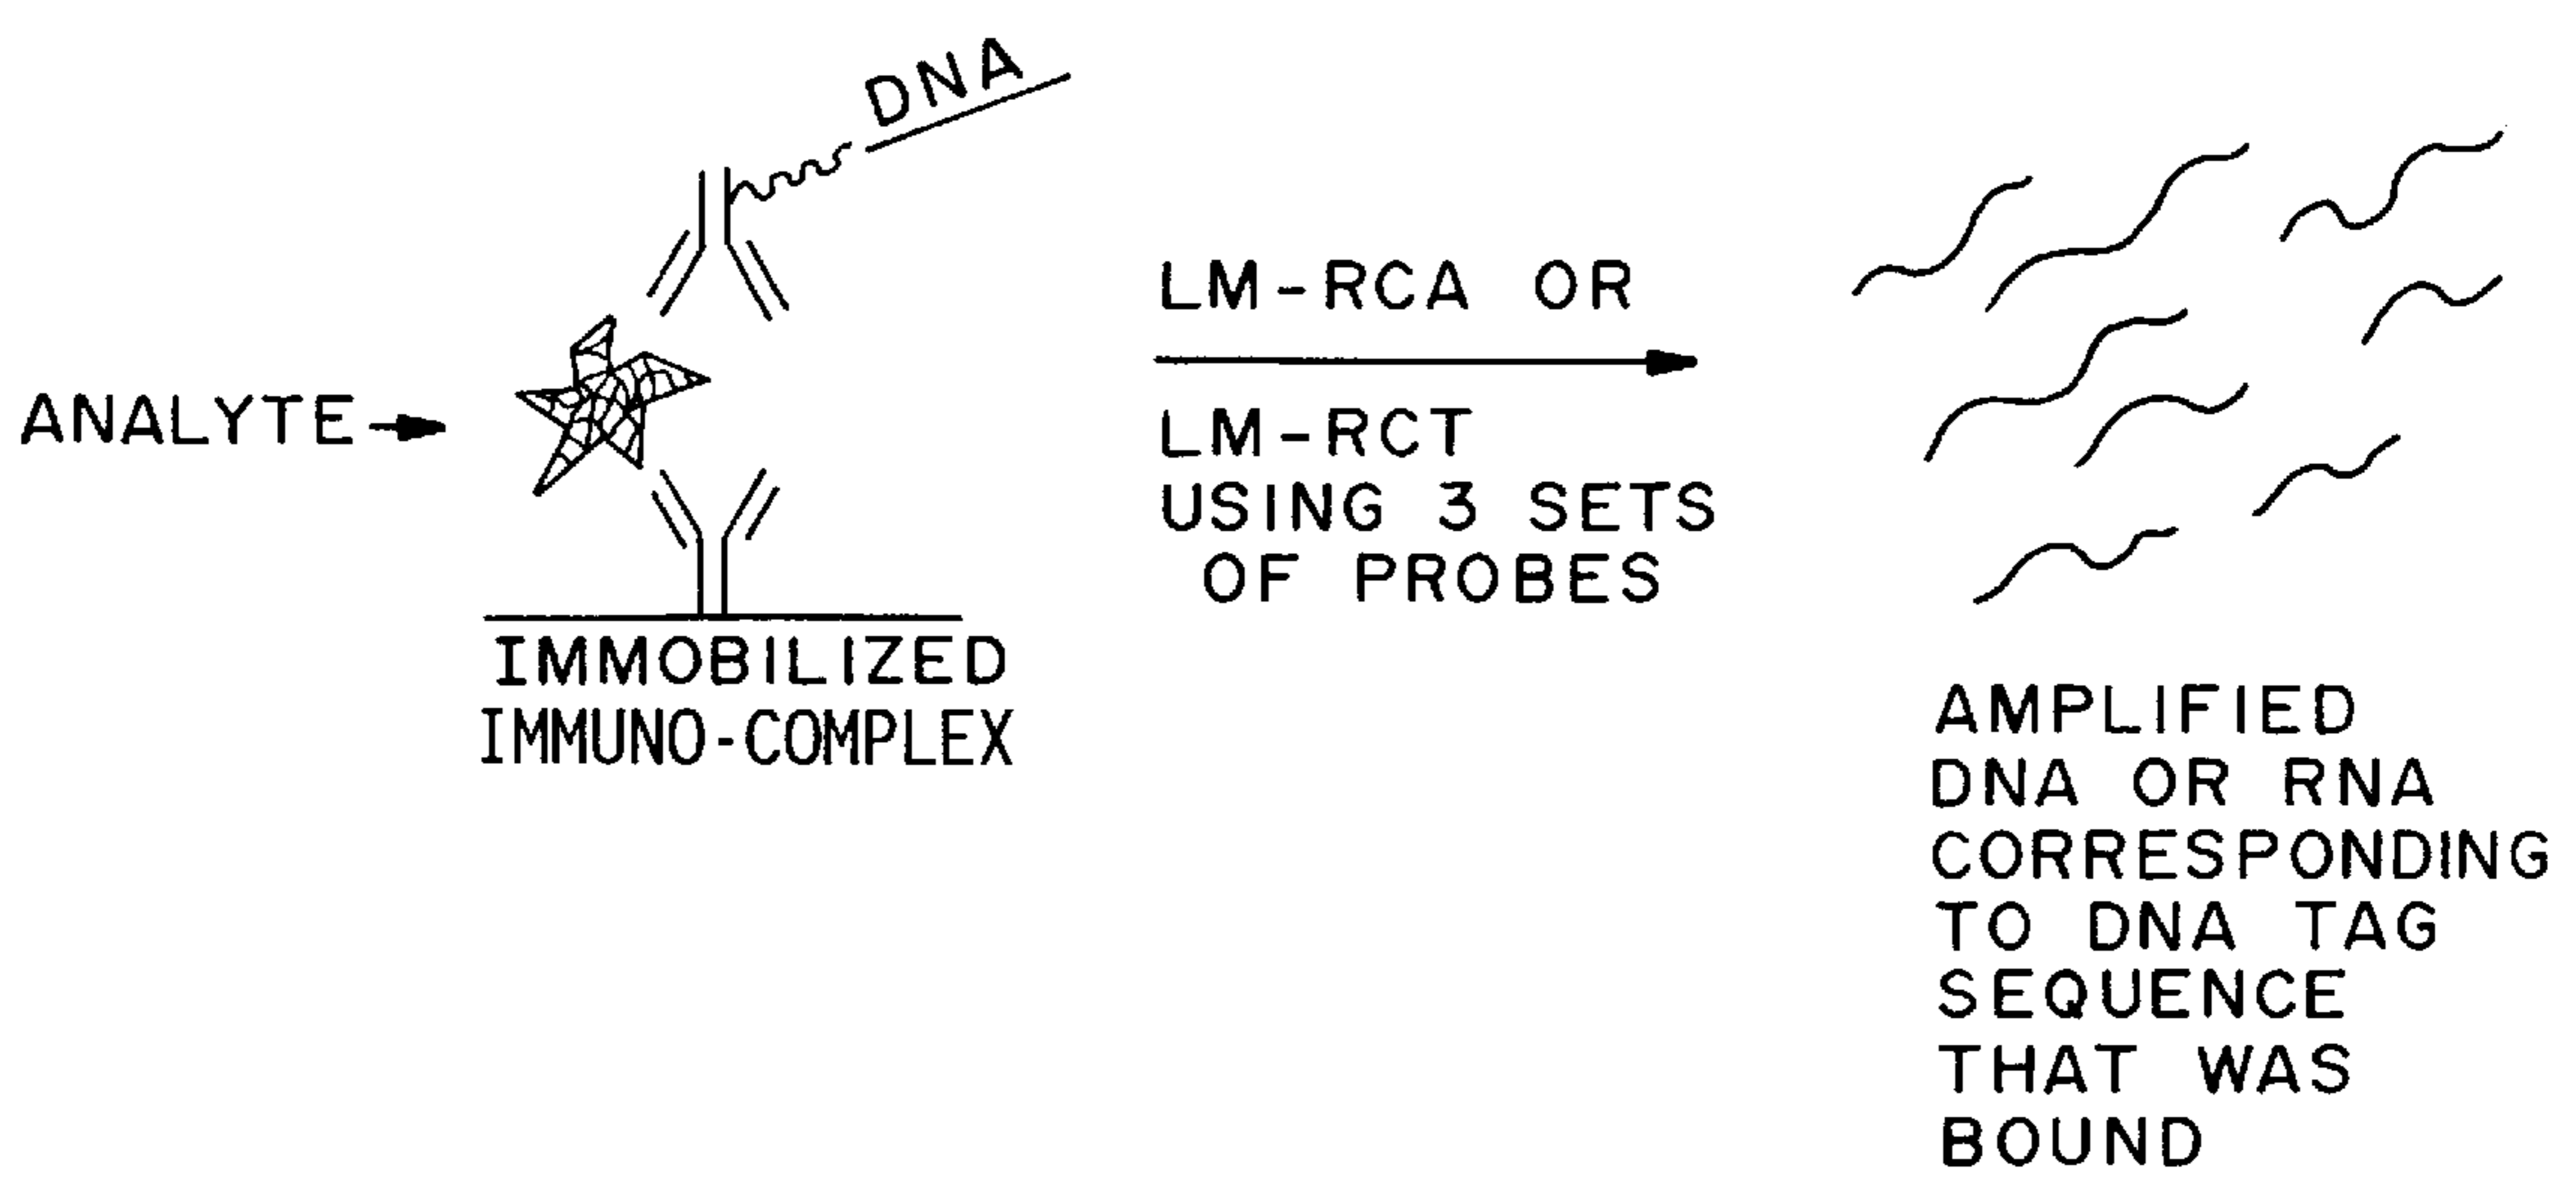 DNA
ANALYTE
IMMOBILIZED
IMMUNO-COMPLEX
LM-RCA OR
LM-RCT
USING 3 SETS
OF PROBES
AMPLIFIED
DNA OR RNA
CORRESPONDING
TO DNA TAG
SEQUENCE
THAT WAS
BOUND